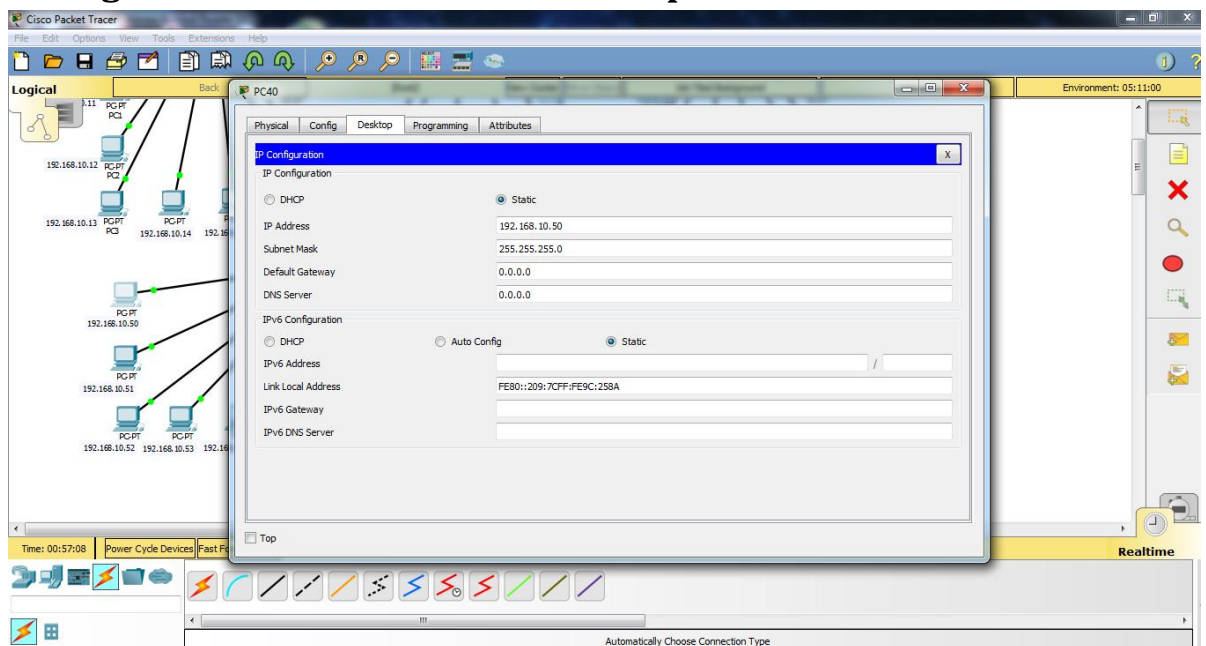 Cisco Packet Tracer
File Edit Options View Tools Extensions Help
Logical
Back
Environment: 05:11:00
PC40
Physical Config Desktop Programming Attributes
IP Configuration
X
IP Configuration
DHCP Static
IP Address 192.168.10.50
Subnet Mask 255.255.255.0
Default Gateway 0.0.0.0
DNS Server 0.0.0.0
IPv6 Configuration
DHCP Auto Config Static
IPv6 Address /
Link Local Address FE80::209:7CFF:FE9C:258A
IPv6 Gateway
IPv6 DNS Server
Top
PC-PT
PC1
192.168.10.12 PC-PT
PC2
192.168.10.13 PC-PT
PC3
PC-PT
192.168.10.14
PC-PT
192.168.10.50
PC-PT
192.168.10.51
PC-PT PC-PT
192.168.10.52 192.168.10.53
Time: 00:57:08 Power Cycle Devices
Realtime
Automatically Choose Connection Type